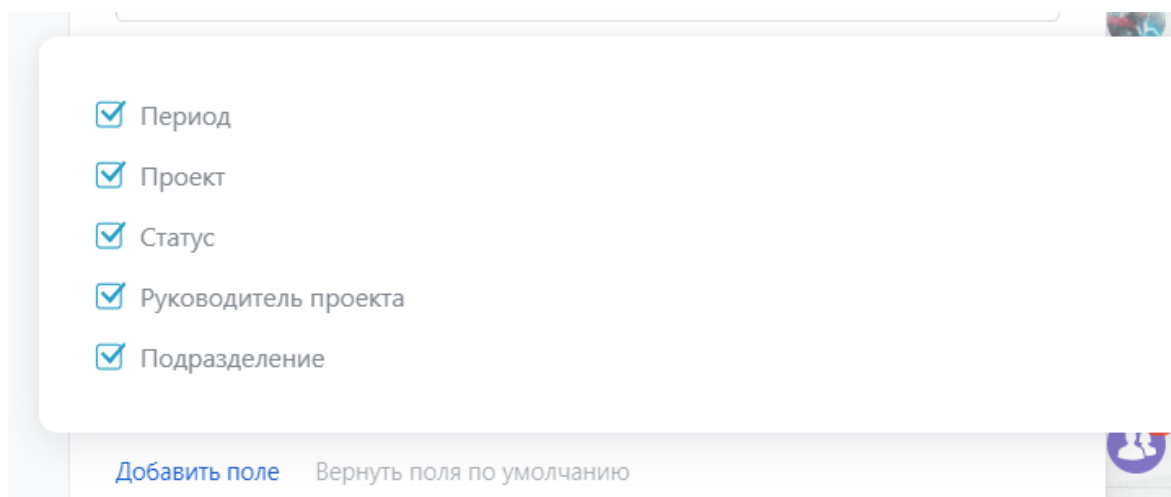 Период
Проект
Статус
Руководитель проекта
Подразделение
Добавить поле Вернуть поля по умолчанию